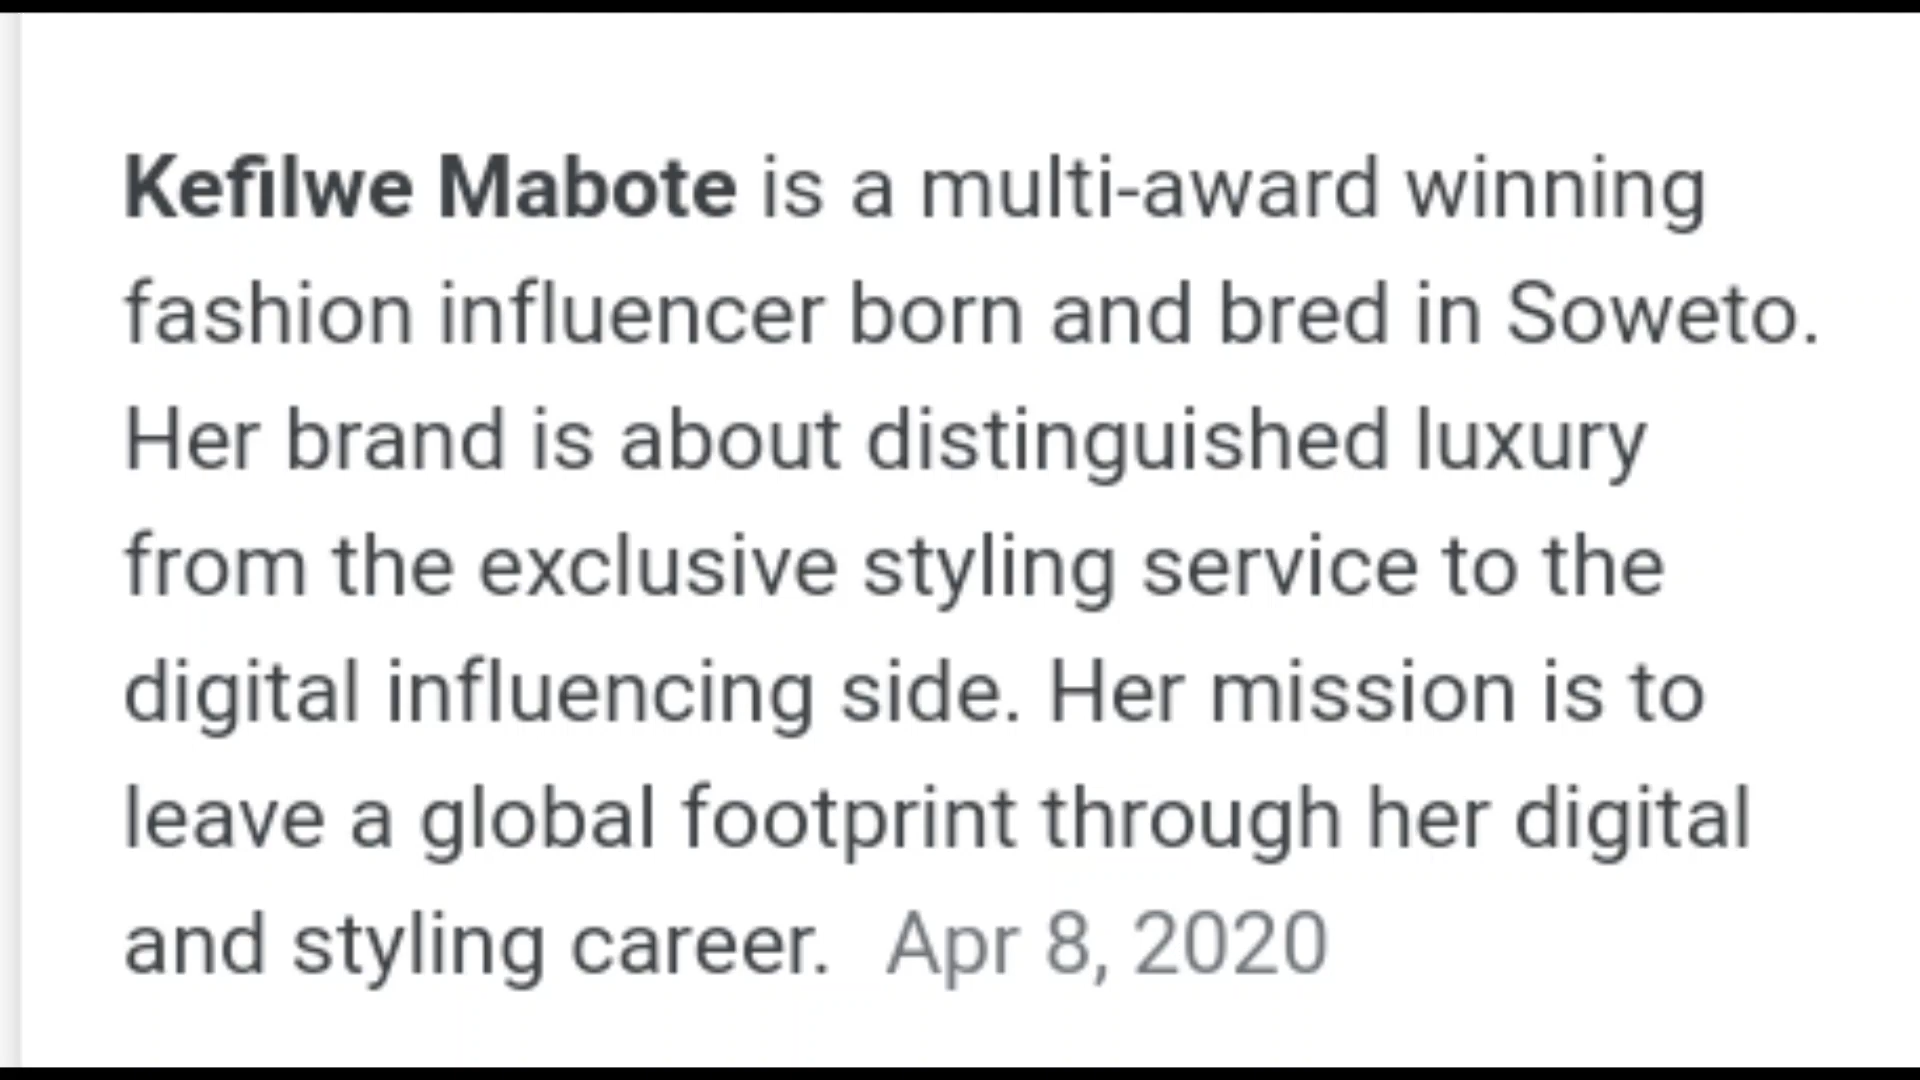 Kefilwe Mabote is a multi-award winning
fashion influencer born and bred in Soweto.
Her brand is about distinguished luxury
from the exclusive styling service to the
digital influencing side. Her mission is to
leave a global footprint through her digital
and styling career. Apr 8, 2020